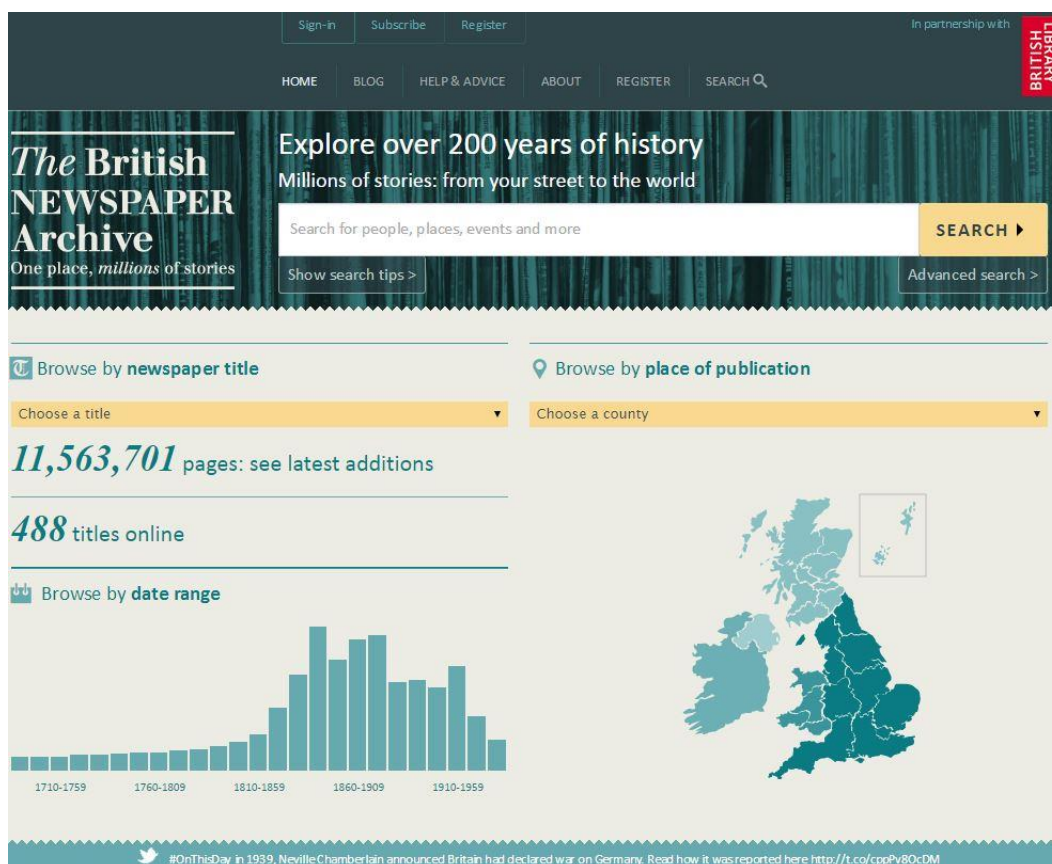 Sign-in Subscribe Register
In partnership with
BRITISH
LIBRARY
HOME BLOG HELP & ADVICE ABOUT REGISTER SEARCH
The British
NEWSPAPER
Archive
One place, millions of stories
Explore over 200 years of history
Millions of stories: from your street to the world
Search for people, places, events and more
SEARCH
Show search tips >
Advanced search >
Browse by newspaper title
Choose a title
11,563,701 pages: see latest additions
488 titles online
Browse by date range
1710-1759 1760-1809 1810-1859 1860-1909 1910-1959
Browse by place of publication
Choose a county
#OnThisDay in 1939, Neville Chamberlain announced Britain had declared war on Germany. Read how it was reported here http://t.co/cppPv8OcDM